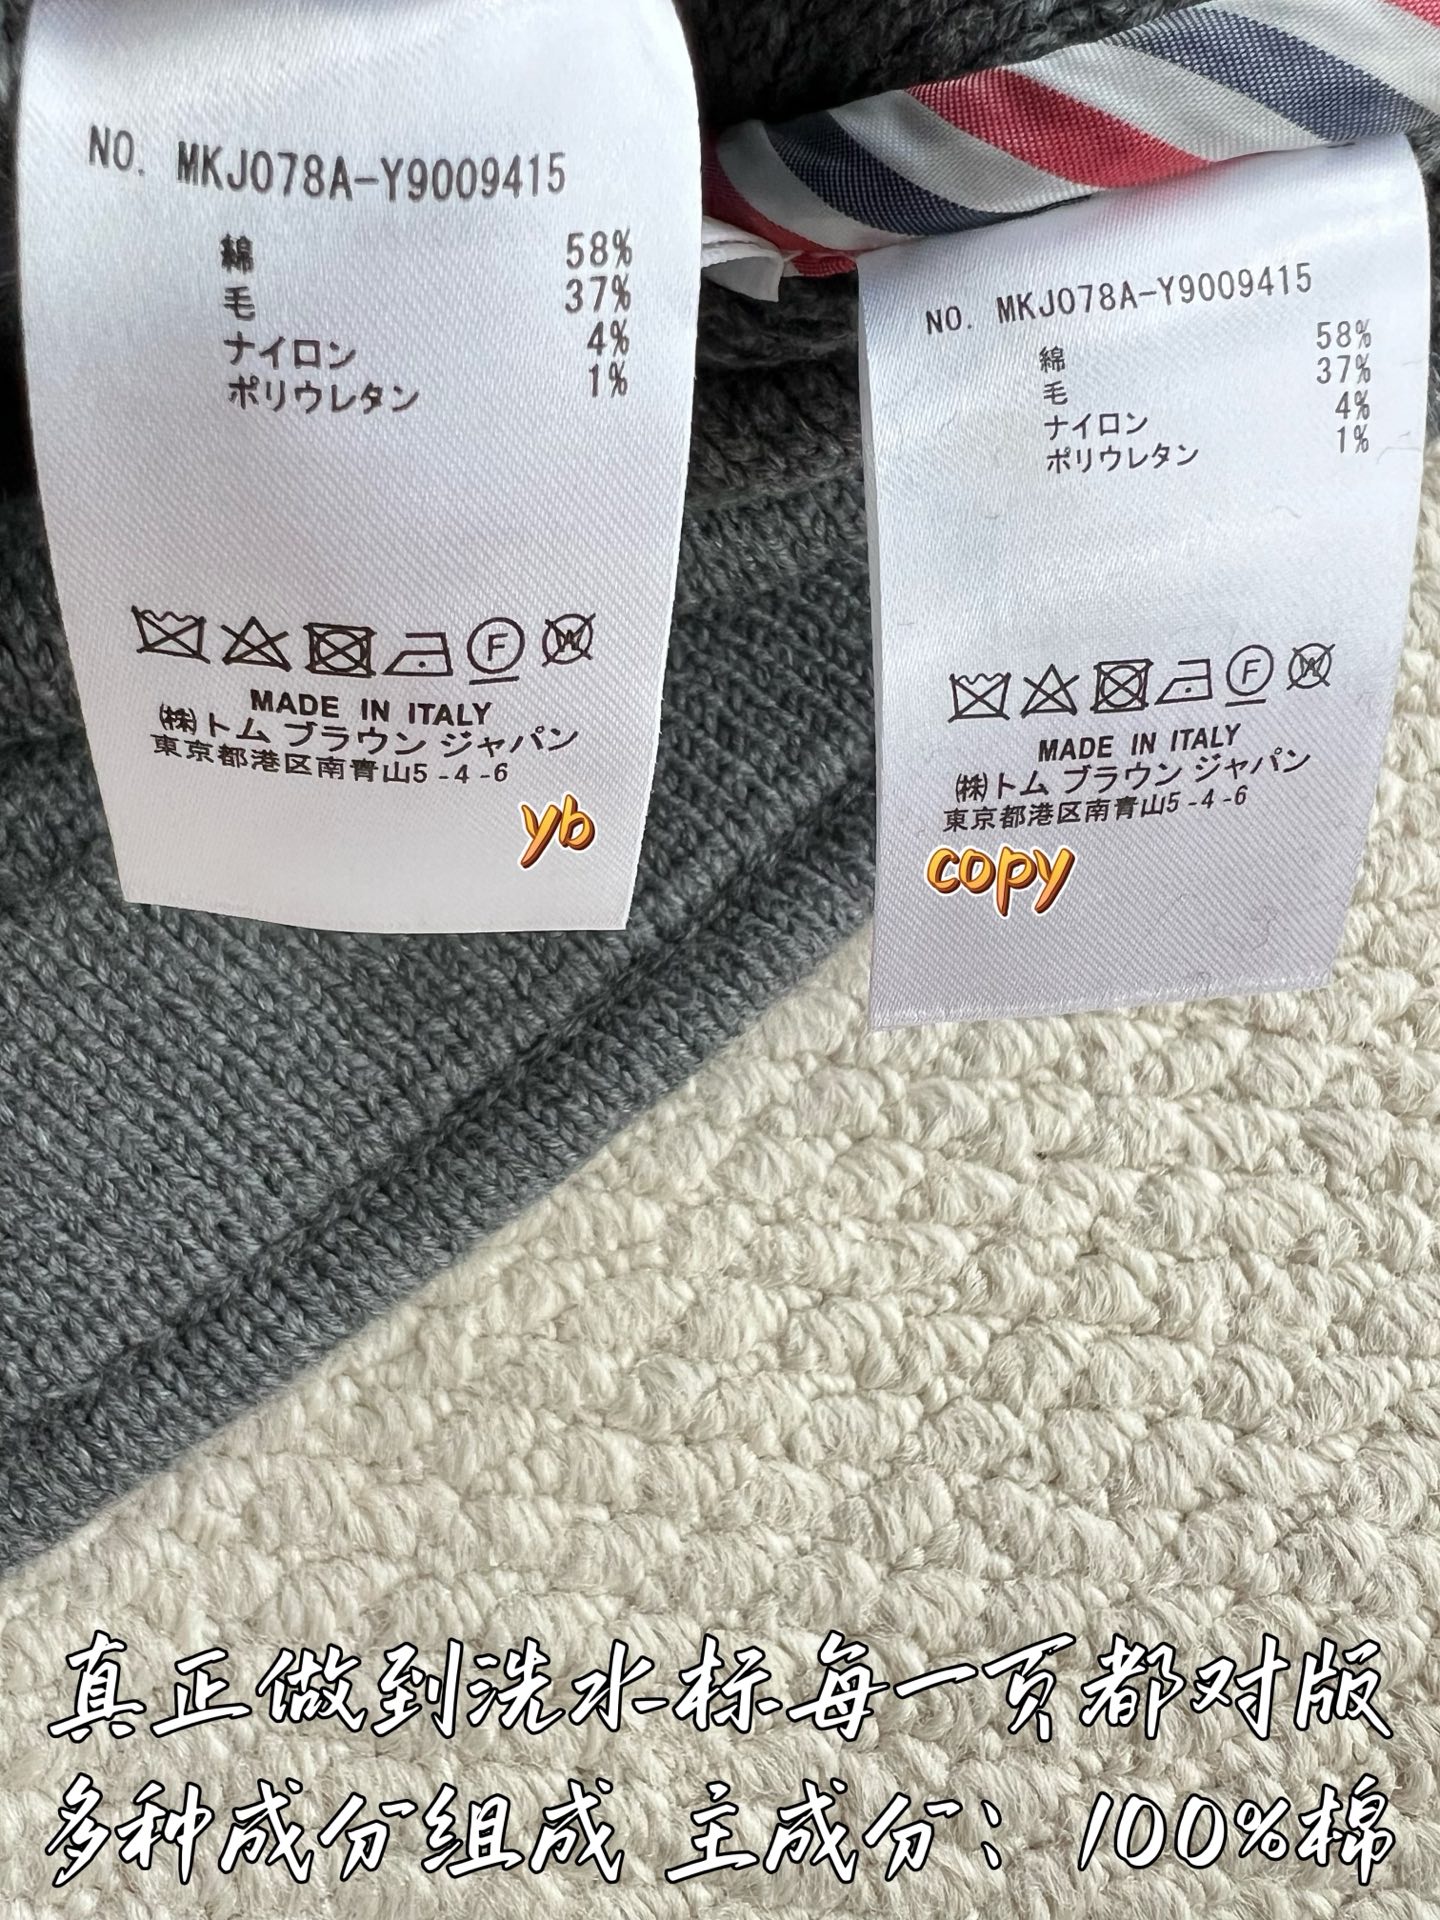 NO. MKJ078A-Y9009415
綿 58%
毛 37%
ナイロン 4%
ポリウレタン 1%
F
W
MADE IN ITALY
㈱トム ブラウン ジャパン
東京都港区南青山5-4-6
yb
NO. MKJ078A-Y9009415
綿 58%
毛 37%
ナイロン 4%
ポリウレタン 1%
F
W
MADE IN ITALY
㈱トム ブラウン ジャパン
東京都港区南青山5-4-6
copy
真正做到洗水标每一页都对版
多种成分组成 主成分：100%棉